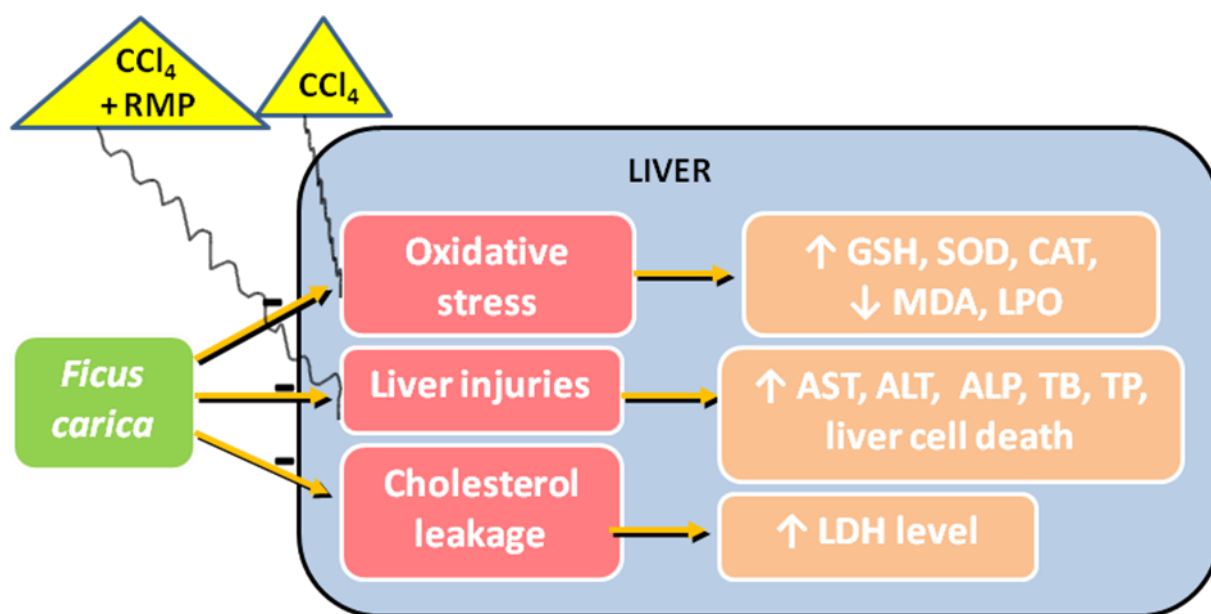 CCl₄
+ RMP
CCl₄
LIVER
Oxidative
stress
↑ GSH, SOD, CAT,
↓ MDA, LPO
Ficus
carica
Liver injuries
↑ AST, ALT, ALP, TB, TP,
liver cell death
Cholesterol
leakage
↑ LDH level